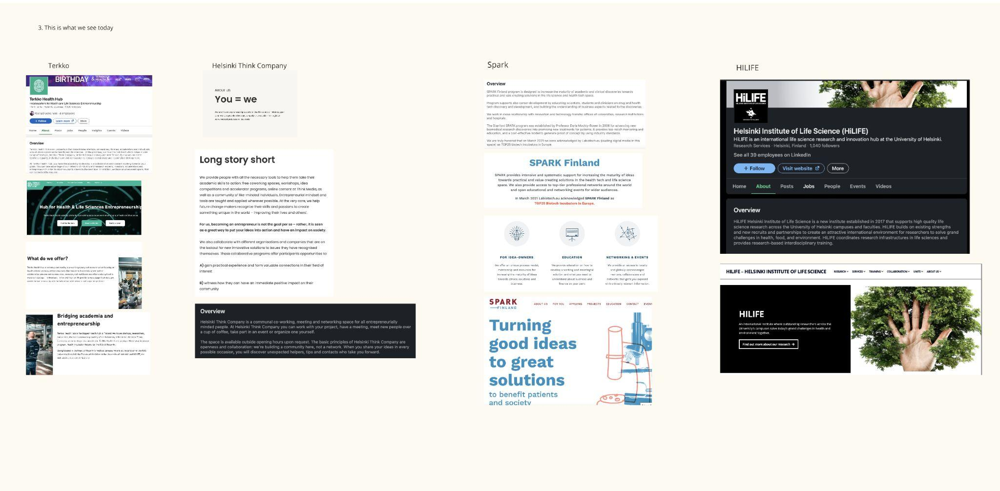 3. This is what we see today
Terkko
BIRTHDAY & TERKKO HEALTH
Terkko Health Hub
Headquarters for Health and Life Sciences Entrepreneurship
+ Follow
Learn more
More
Home About Posts Jobs People Insights Events Videos
Overview
Hub for Health & Life Sciences Entrepreneurship
What do we offer?
Bridging academia and
entrepreneurship
Helsinki Think Company
ABOUT US
You = we
Long story short
We provide people with all the necessary tools to help them take their
academic skills to action: free coworking spaces, workshops, idea
competitions and accelerator programs, online content at Think Media, as
well as a community of like-minded individuals. Entrepreneurial mindset and
tools are taught and applied wherever possible. At the very core, we help
future change makers recognize their skills and passions to create
something unique in the world – improving their lives and others'.
For us, becoming an entrepreneur is not the goal per se – rather, it is seen
as a great way to put your ideas into action and have an impact on society.
We also collaborate with different organisations and companies that are on
the lookout for new innovative solutions to issues they have recognised
themselves. These collaborative programs offer participants opportunities to:
A) gain practical experience and form valuable connections in their field of
interest
B) witness how they can have an immediate positive impact on their
community
Overview
Helsinki Think Company is a communal co-working, meeting and networking space for all entrepreneurially
minded people. At Helsinki Think Company you can work with your project, have a meeting, meet new people over
a cup of coffee, take part in an event or organize one yourself.
The space is available outside opening hours upon request. The basic principles of Helsinki Think Company are
openness and collaboration: we're building a community here, not a network. When you share your ideas in every
possible occasion, you will discover unexpected helpers, tips and contacts who take you forward.
Spark
Overview
SPARK Finland program is designed to increase the maturity of academic and clinical discoveries towards
practical and value creating solutions in the life science and health tech space.
Program supports also career development by educating scientists, students and clinicians on drug and health
tech discovery and development, and building the understanding of business aspects related to the discoveries.
We work in close relationship with innovation and technology transfer offices of universities, research institutions
and hospitals.
The Stanford SPARK program was established by Professor Daria Mochly-Rosen in 2006 for advancing new
biomedical research discoveries into promising new treatments for patients. It provides top-notch mentoring and
education, and a cost-effective model to generate proof of concept by using industry standards.
We are truly honored that on March 2021 we were acknowledged by Labiotech.eu (leading digital media in this
space) as TOP25 biotech incubators in Europe.
SPARK Finland
SPARK provides intensive and systematic support for increasing the maturity of ideas
towards practical and value creating solutions in the health tech and life science
space. We also provide access to top-tier professional networks around the world
and open educational and networking events for wider audiences.
In March 2021 Labiotech.eu acknowledged SPARK Finland as
TOP25 Biotech Incubators in Europe.
FOR IDEA-OWNERS
We offer an unique process model,
mentorship and resources for
increasing the maturity of ideas
towards clinical solutions and
business.
EDUCATION
We provide education on how to
develop a working and meaningful
solution and what you need to
understand about business and
finance on your path.
NETWORKING & EVENTS
We provide an access to locally
and globally acknowledged
mentors, collaborators and
networks that get's you exposed
with critically relevant information.
SPARK
FINLAND
ABOUT US FOR YOU APPLYING PROJECTS EDUCATION CONTACT EVENT
Turning
good ideas
to great
solutions
to benefit patients
and society
HILIFE
HiLIFE
HELSINKI INSTITUTE OF LIFE SCIENCE
UNIVERSITY OF HELSINKI
Helsinki Institute of Life Science (HiLIFE)
HiLIFE is an international life science research and innovation hub at the University of Helsinki.
Research Services · Helsinki, Finland · 1,040 followers
See all 39 employees on LinkedIn
+ Follow
Visit website
More
Home About Posts Jobs People Events Videos
Overview
HiLIFE Helsinki Institute of Life Science is a new institute established in 2017 that supports high quality life
science research across the University of Helsinki campuses and faculties. HiLIFE builds on existing strengths
and new recruits and partnerships to create an attractive international environment for researchers to solve grand
challenges in health, food, and environment. HiLIFE coordinates research infrastructures in life sciences and
provides research-based interdisciplinary training.
HILIFE – HELSINKI INSTITUTE OF LIFE SCIENCE
RESEARCH SERVICES TRAINING COLLABORATION UNITS ABOUT US
HILIFE
An international institute where outstanding researchers across the
University's campuses solve today's grand challenges in health and
environment together.
Find out more about our research →